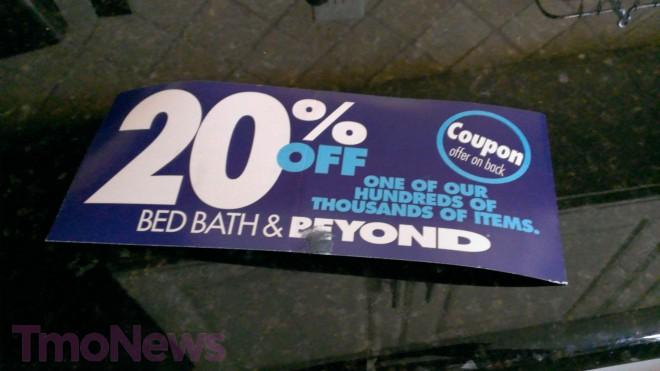 20%
OFF
Coupon
offer on back
ONE OF OUR
HUNDREDS OF
THOUSANDS OF ITEMS.
BED BATH & BEYOND
TmoNews